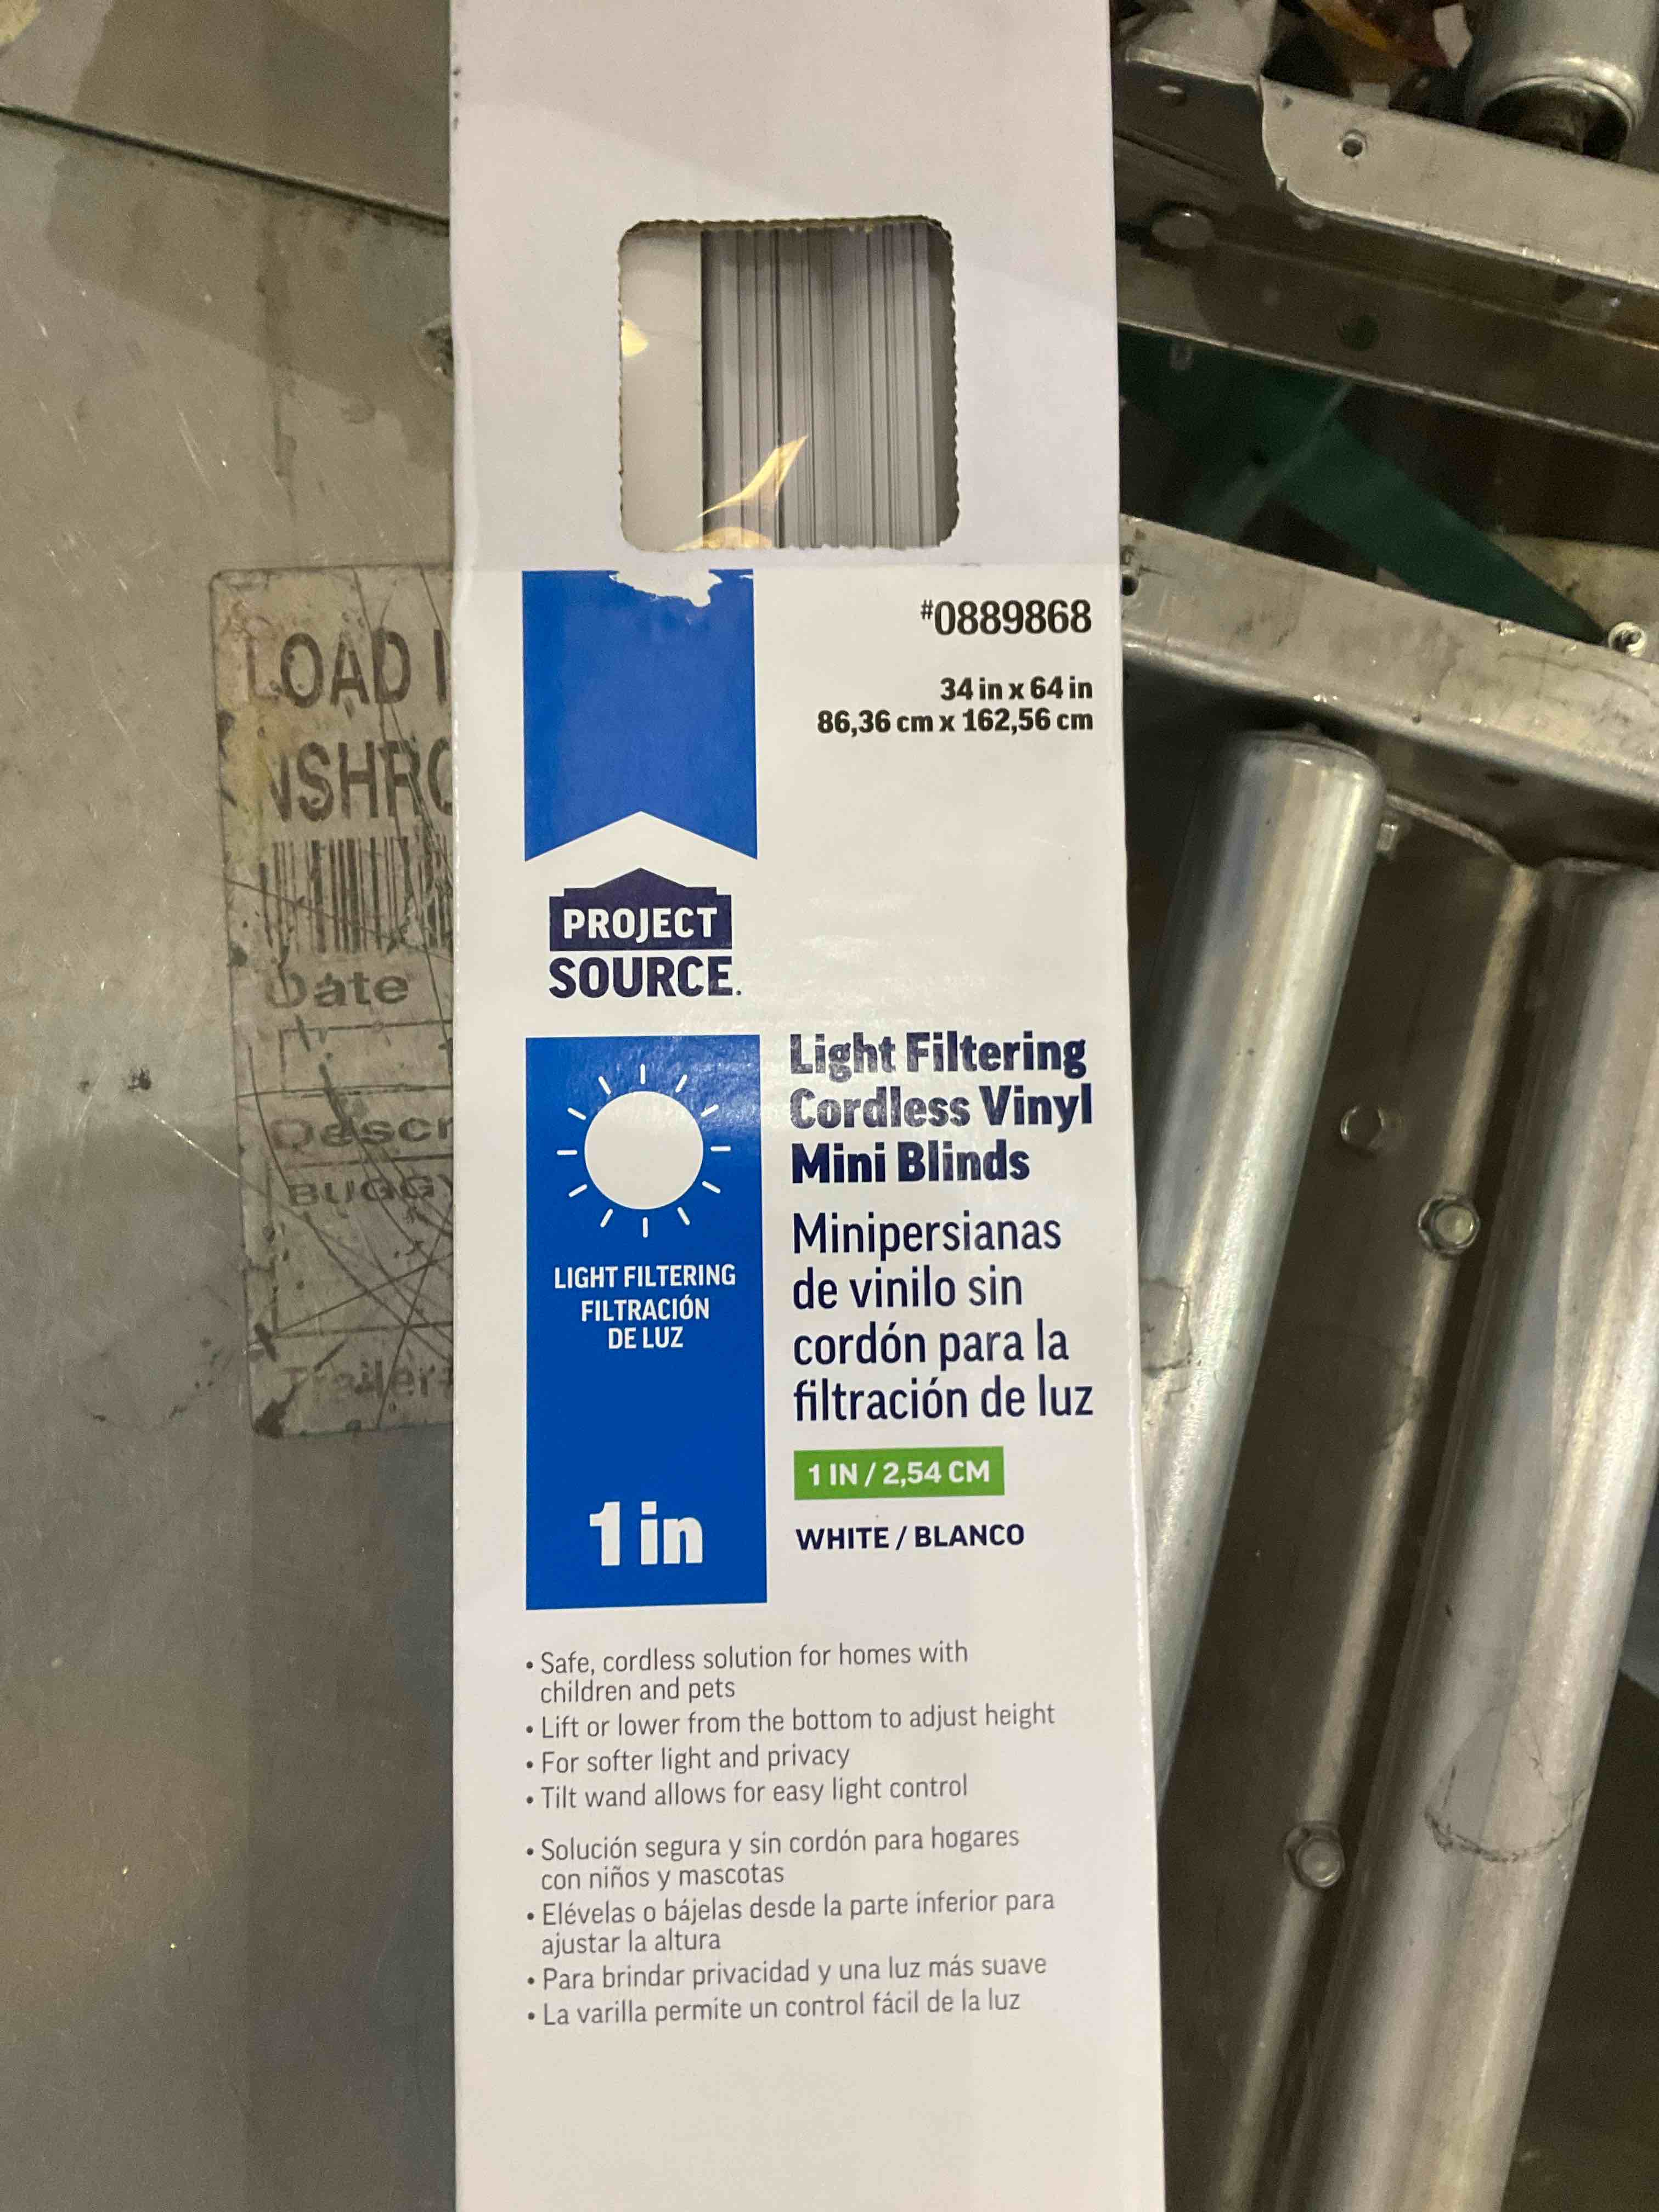 #0889868
34 in x 64 in
86,36 cm x 162,56 cm
PROJECT
SOURCE.
Light Filtering
Cordless Vinyl
Mini Blinds
Minipersianas
de vinilo sin
cordón para la
filtración de luz
1 IN / 2,54 CM
WHITE / BLANCO
LIGHT FILTERING
FILTRACIÓN
DE LUZ
1 in
• Safe, cordless solution for homes with
children and pets
• Lift or lower from the bottom to adjust height
• For softer light and privacy
• Tilt wand allows for easy light control
• Solución segura y sin cordón para hogares
con niños y mascotas
• Elévelas o bájelas desde la parte inferior para
ajustar la altura
• Para brindar privacidad y una luz más suave
• La varilla permite un control fácil de la luz
LOAD
Date
BUGGY